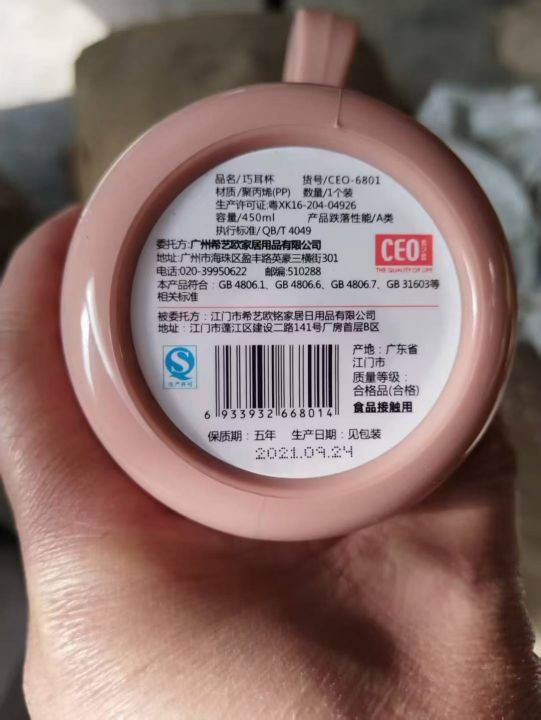 品名/巧耳杯 货号/CEO-6801
材质/聚丙烯(PP) 数量/1个装
生产许可证:粤XK16-204-04926
容量/450ml 产品跌落性能/A类
执行标准/QB/T 4049
委托方:广州希艺欧家居用品有限公司
地址:广州市海珠区盈丰路英豪三横街301
电话:020-39950622 邮编:510288
CEO 希艺欧
THE QUALITY OF LIFE
本产品符合：GB 4806.1、GB 4806.6、GB 4806.7、GB 31603等
相关标准
被委托方：江门市希艺欧铭家居日用品有限公司
地址：江门市蓬江区建设二路141号厂房首层B区
QS
生产许可
6 933932 668014
产地：广东省
江门市
质量等级：
合格品(合格)
食品接触用
保质期：五年 生产日期：见包装
2021.09.24